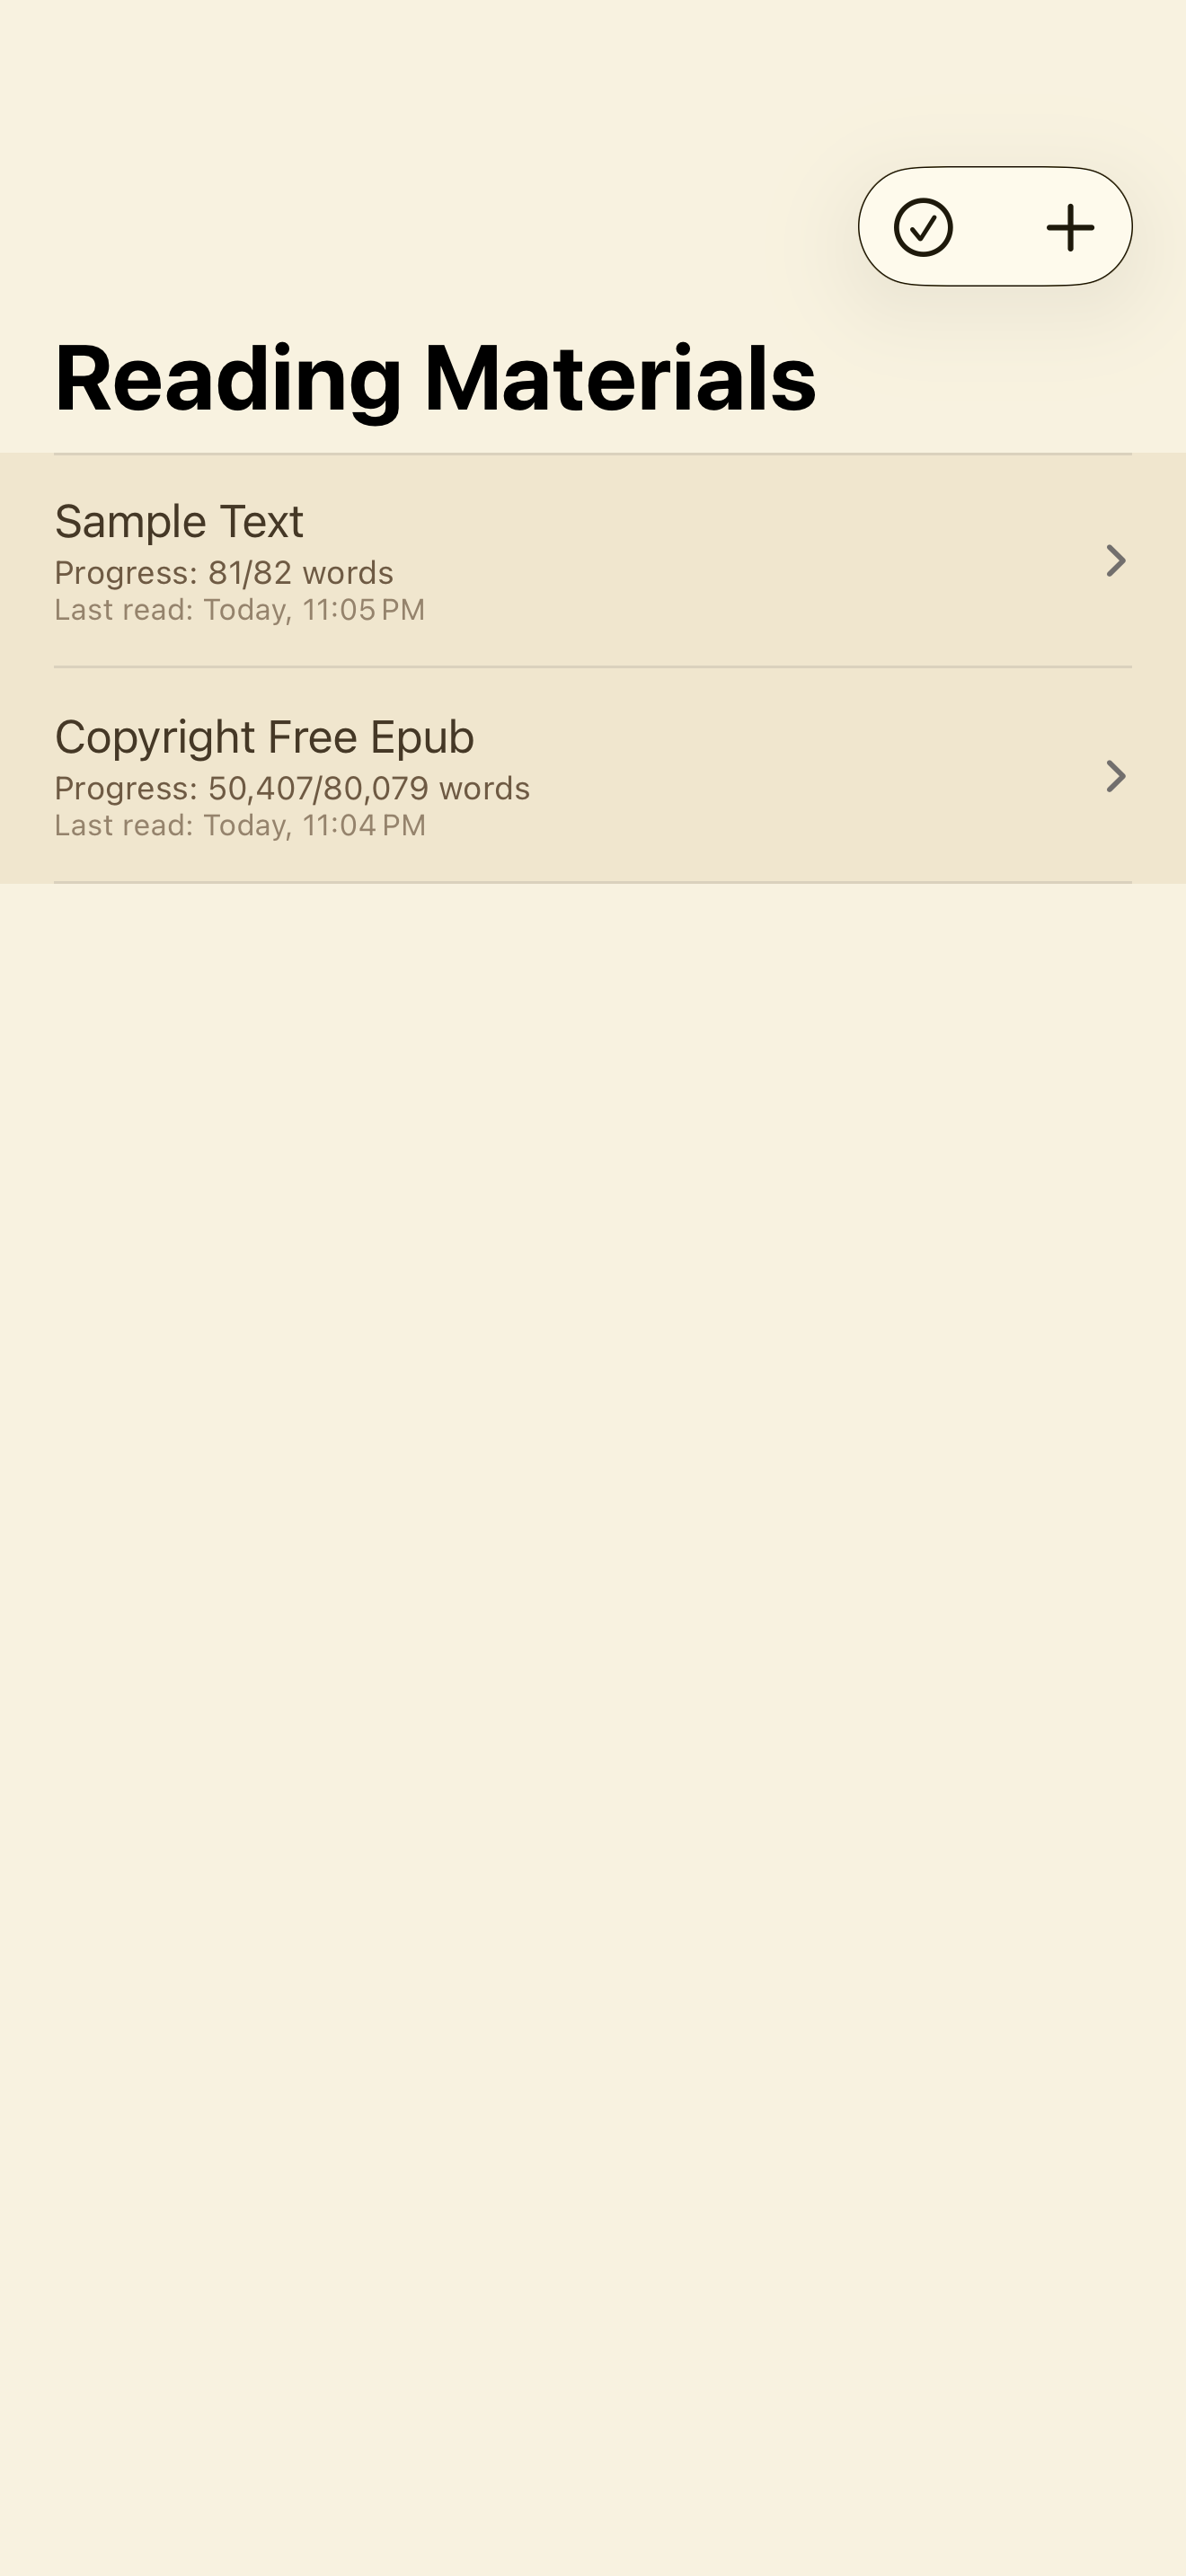 Reading Materials
Sample Text
Progress: 81/82 words
Last read: Today, 11:05 PM
Copyright Free Epub
Progress: 50,407/80,079 words
Last read: Today, 11:04 PM